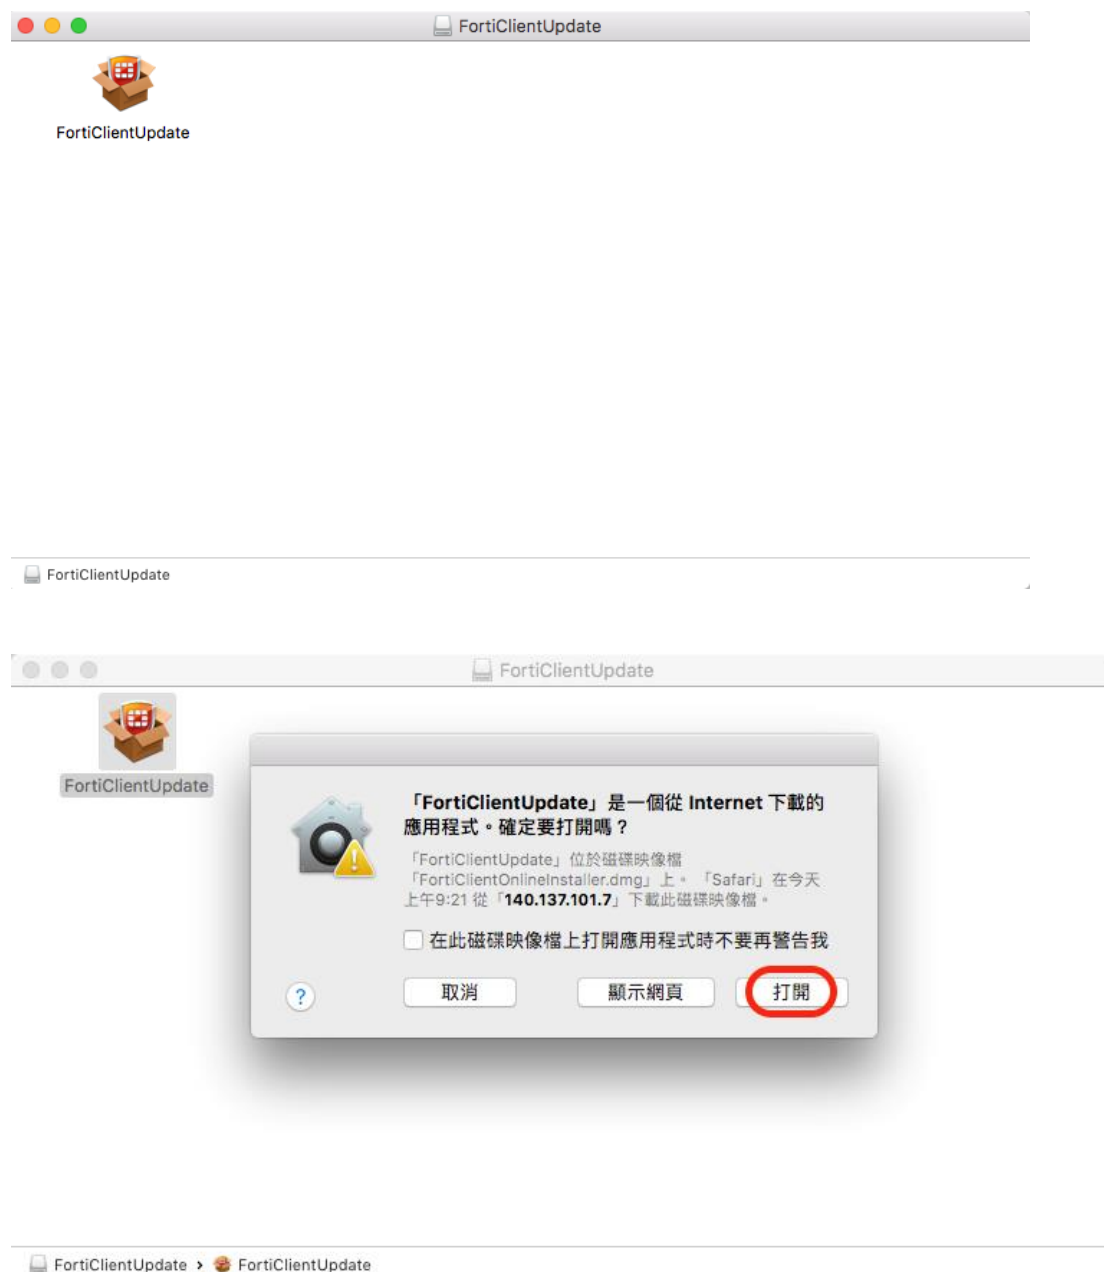 FortiClientUpdate
FortiClientUpdate
FortiClientUpdate
FortiClientUpdate
FortiClientUpdate
「FortiClientUpdate」是一個從 Internet 下載的
應用程式。確定要打開嗎？
「FortiClientUpdate」位於磁碟映像檔
「FortiClientOnlineInstaller.dmg」上。「Safari」在今天
上午9:21 從「140.137.101.7」下載此磁碟映像檔。
在此磁碟映像檔上打開應用程式時不要再警告我
? 取消 顯示網頁 打開
FortiClientUpdate › FortiClientUpdate